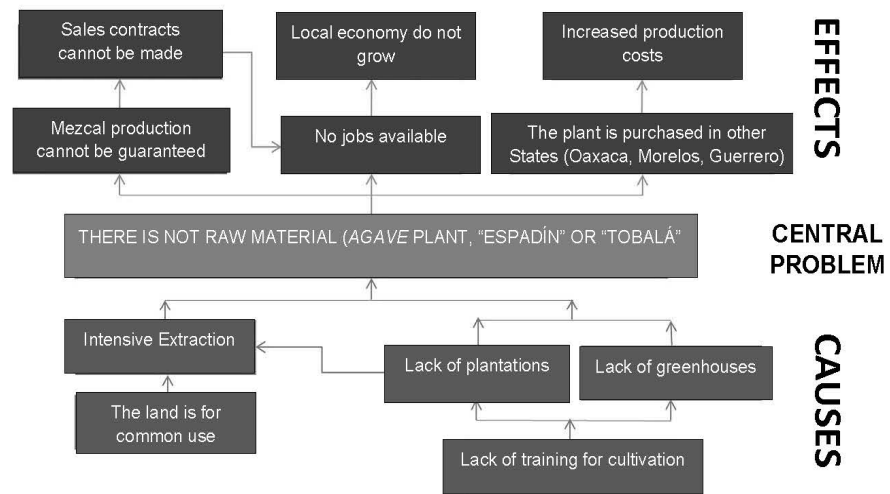 Sales contracts
cannot be made
Local economy do not
grow
Increased production
costs
EFFECTS
Mezcal production
cannot be guaranteed
No jobs available
The plant is purchased in other
States (Oaxaca, Morelos, Guerrero)
THERE IS NOT RAW MATERIAL (AGAVE PLANT, “ESPADÍN” OR “TOBALÁ”
CENTRAL
PROBLEM
Intensive Extraction
Lack of plantations
Lack of greenhouses
CAUSES
The land is for
common use
Lack of training for cultivation